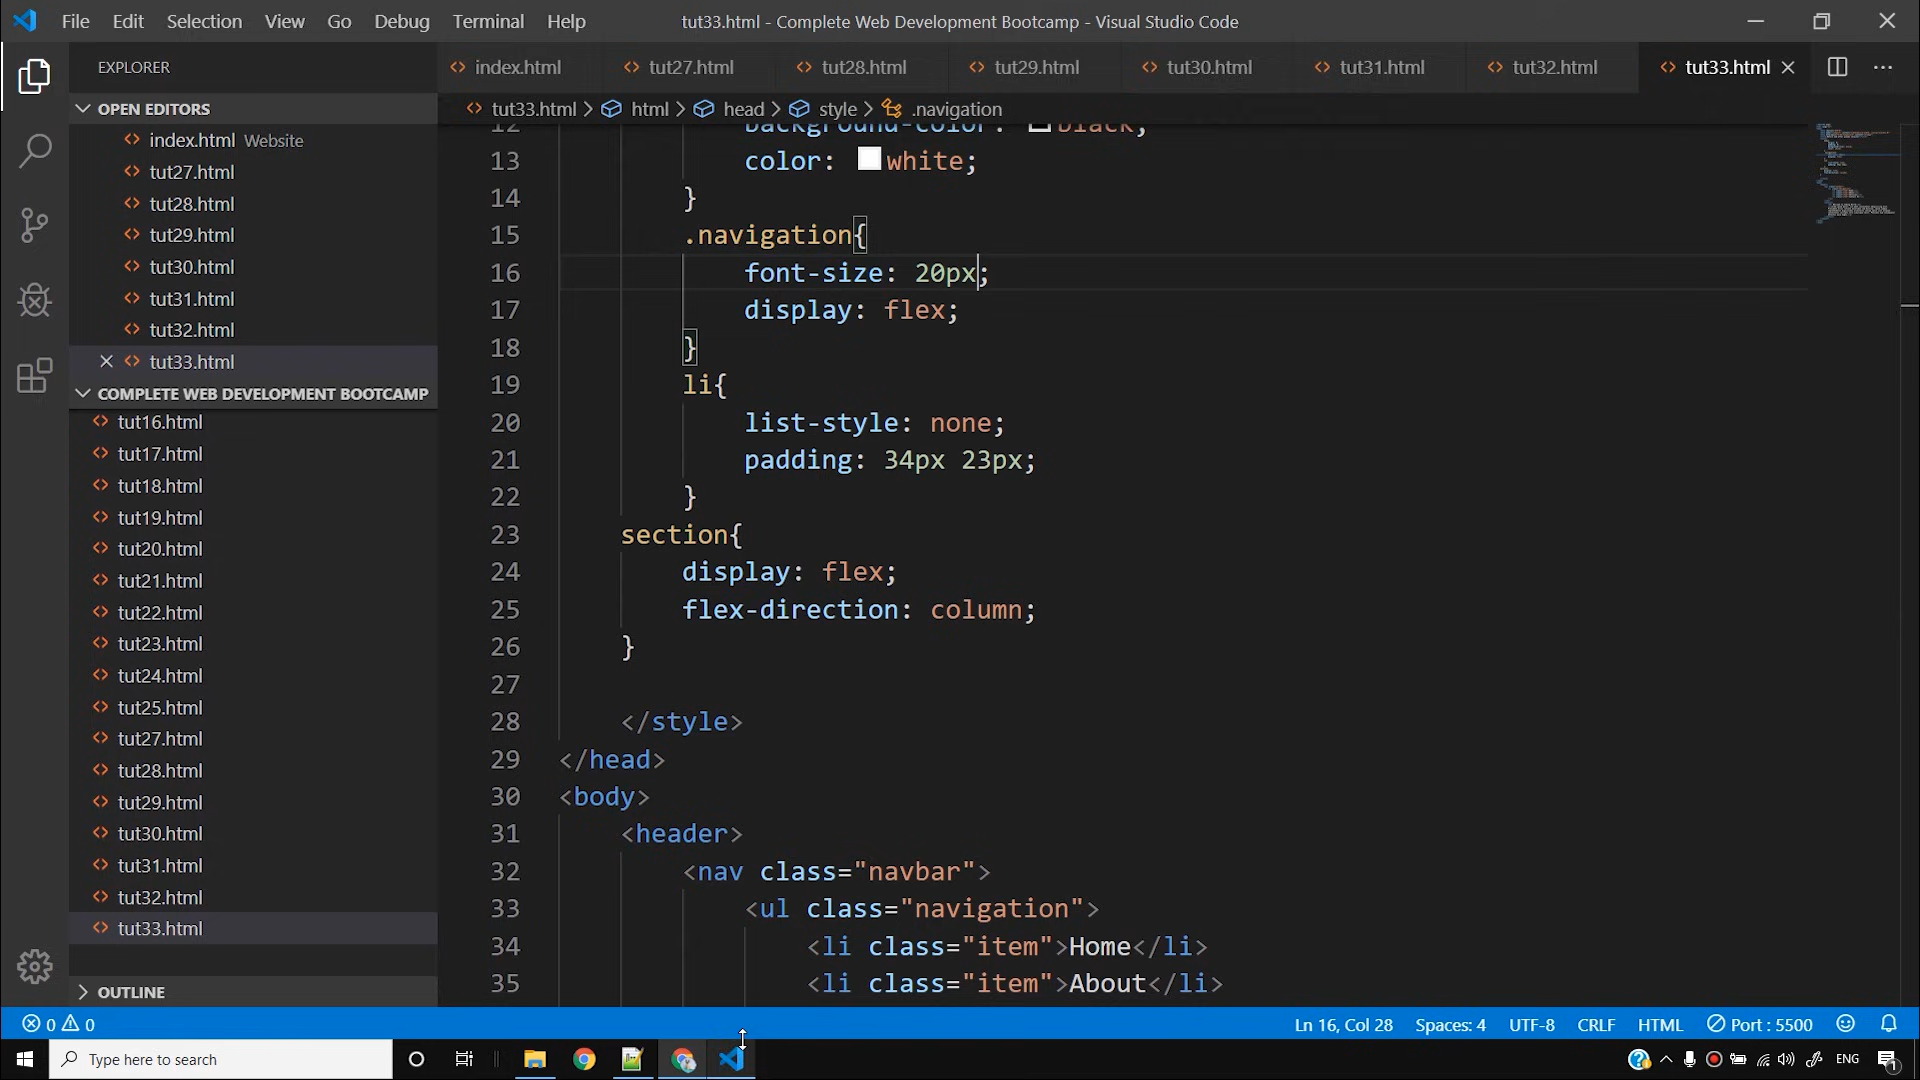 File Edit Selection View Go Debug Terminal Help
tut33.html - Complete Web Development Bootcamp - Visual Studio Code
EXPLORER
OPEN EDITORS
index.html Website
tut27.html
tut28.html
tut29.html
tut30.html
tut31.html
tut32.html
tut33.html
COMPLETE WEB DEVELOPMENT BOOTCAMP
tut16.html
tut17.html
tut18.html
tut19.html
tut20.html
tut21.html
tut22.html
tut23.html
tut24.html
tut25.html
tut27.html
tut28.html
tut29.html
tut30.html
tut31.html
tut32.html
tut33.html
OUTLINE
index.html tut27.html tut28.html tut29.html tut30.html tut31.html tut32.html tut33.html
tut33.html > html > head > style > .navigation
12 background-color: black;
13 color: white;
14 }
15 .navigation{
16 font-size: 20px;
17 display: flex;
18 }
19 li{
20 list-style: none;
21 padding: 34px 23px;
22 }
23 section{
24 display: flex;
25 flex-direction: column;
26 }
27
28 </style>
29 </head>
30 <body>
31 <header>
32 <nav class="navbar">
33 <ul class="navigation">
34 <li class="item">Home</li>
35 <li class="item">About</li>
0 0 Ln 16, Col 28 Spaces: 4 UTF-8 CRLF HTML Port : 5500
Type here to search ENG 1